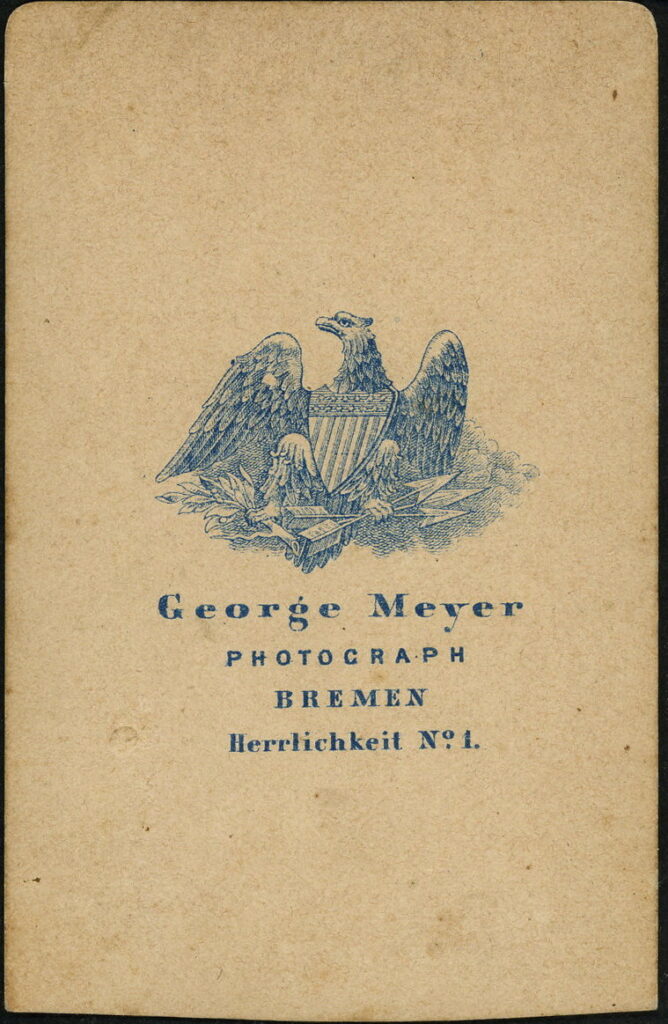 George Meyer
PHOTOGRAPH
BREMEN
Herrlichkeit Nº 1.